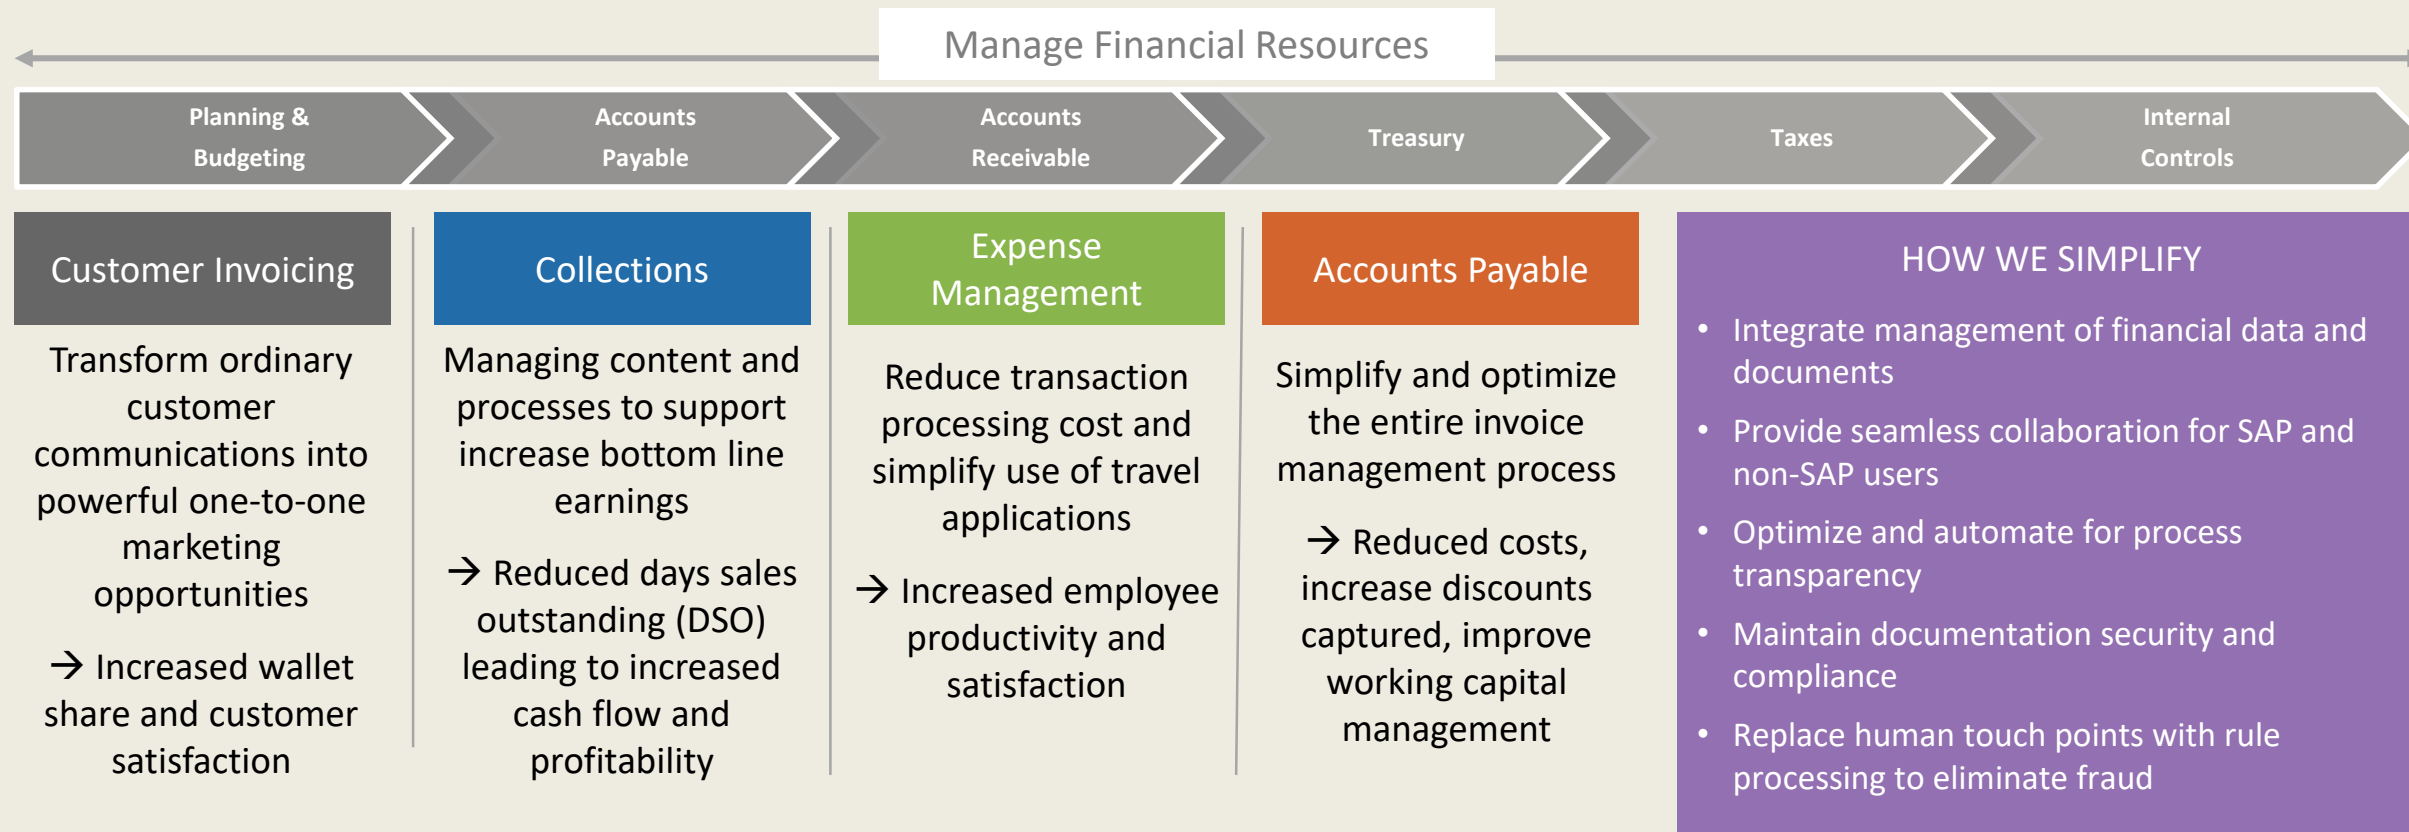 Manage Financial Resources
Planning &
Budgeting
Accounts
Payable
Accounts
Receivable
Treasury
Taxes
Internal
Controls
Customer Invoicing
Transform ordinary
customer
communications into
powerful one-to-one
marketing
opportunities
→ Increased wallet
share and customer
satisfaction
Collections
Managing content and
processes to support
increase bottom line
earnings
→ Reduced days sales
outstanding (DSO)
leading to increased
cash flow and
profitability
Expense
Management
Reduce transaction
processing cost and
simplify use of travel
applications
→ Increased employee
productivity and
satisfaction
Accounts Payable
Simplify and optimize
the entire invoice
management process
→ Reduced costs,
increase discounts
captured, improve
working capital
management
HOW WE SIMPLIFY
• Integrate management of financial data and
documents
• Provide seamless collaboration for SAP and
non-SAP users
• Optimize and automate for process
transparency
• Maintain documentation security and
compliance
• Replace human touch points with rule
processing to eliminate fraud